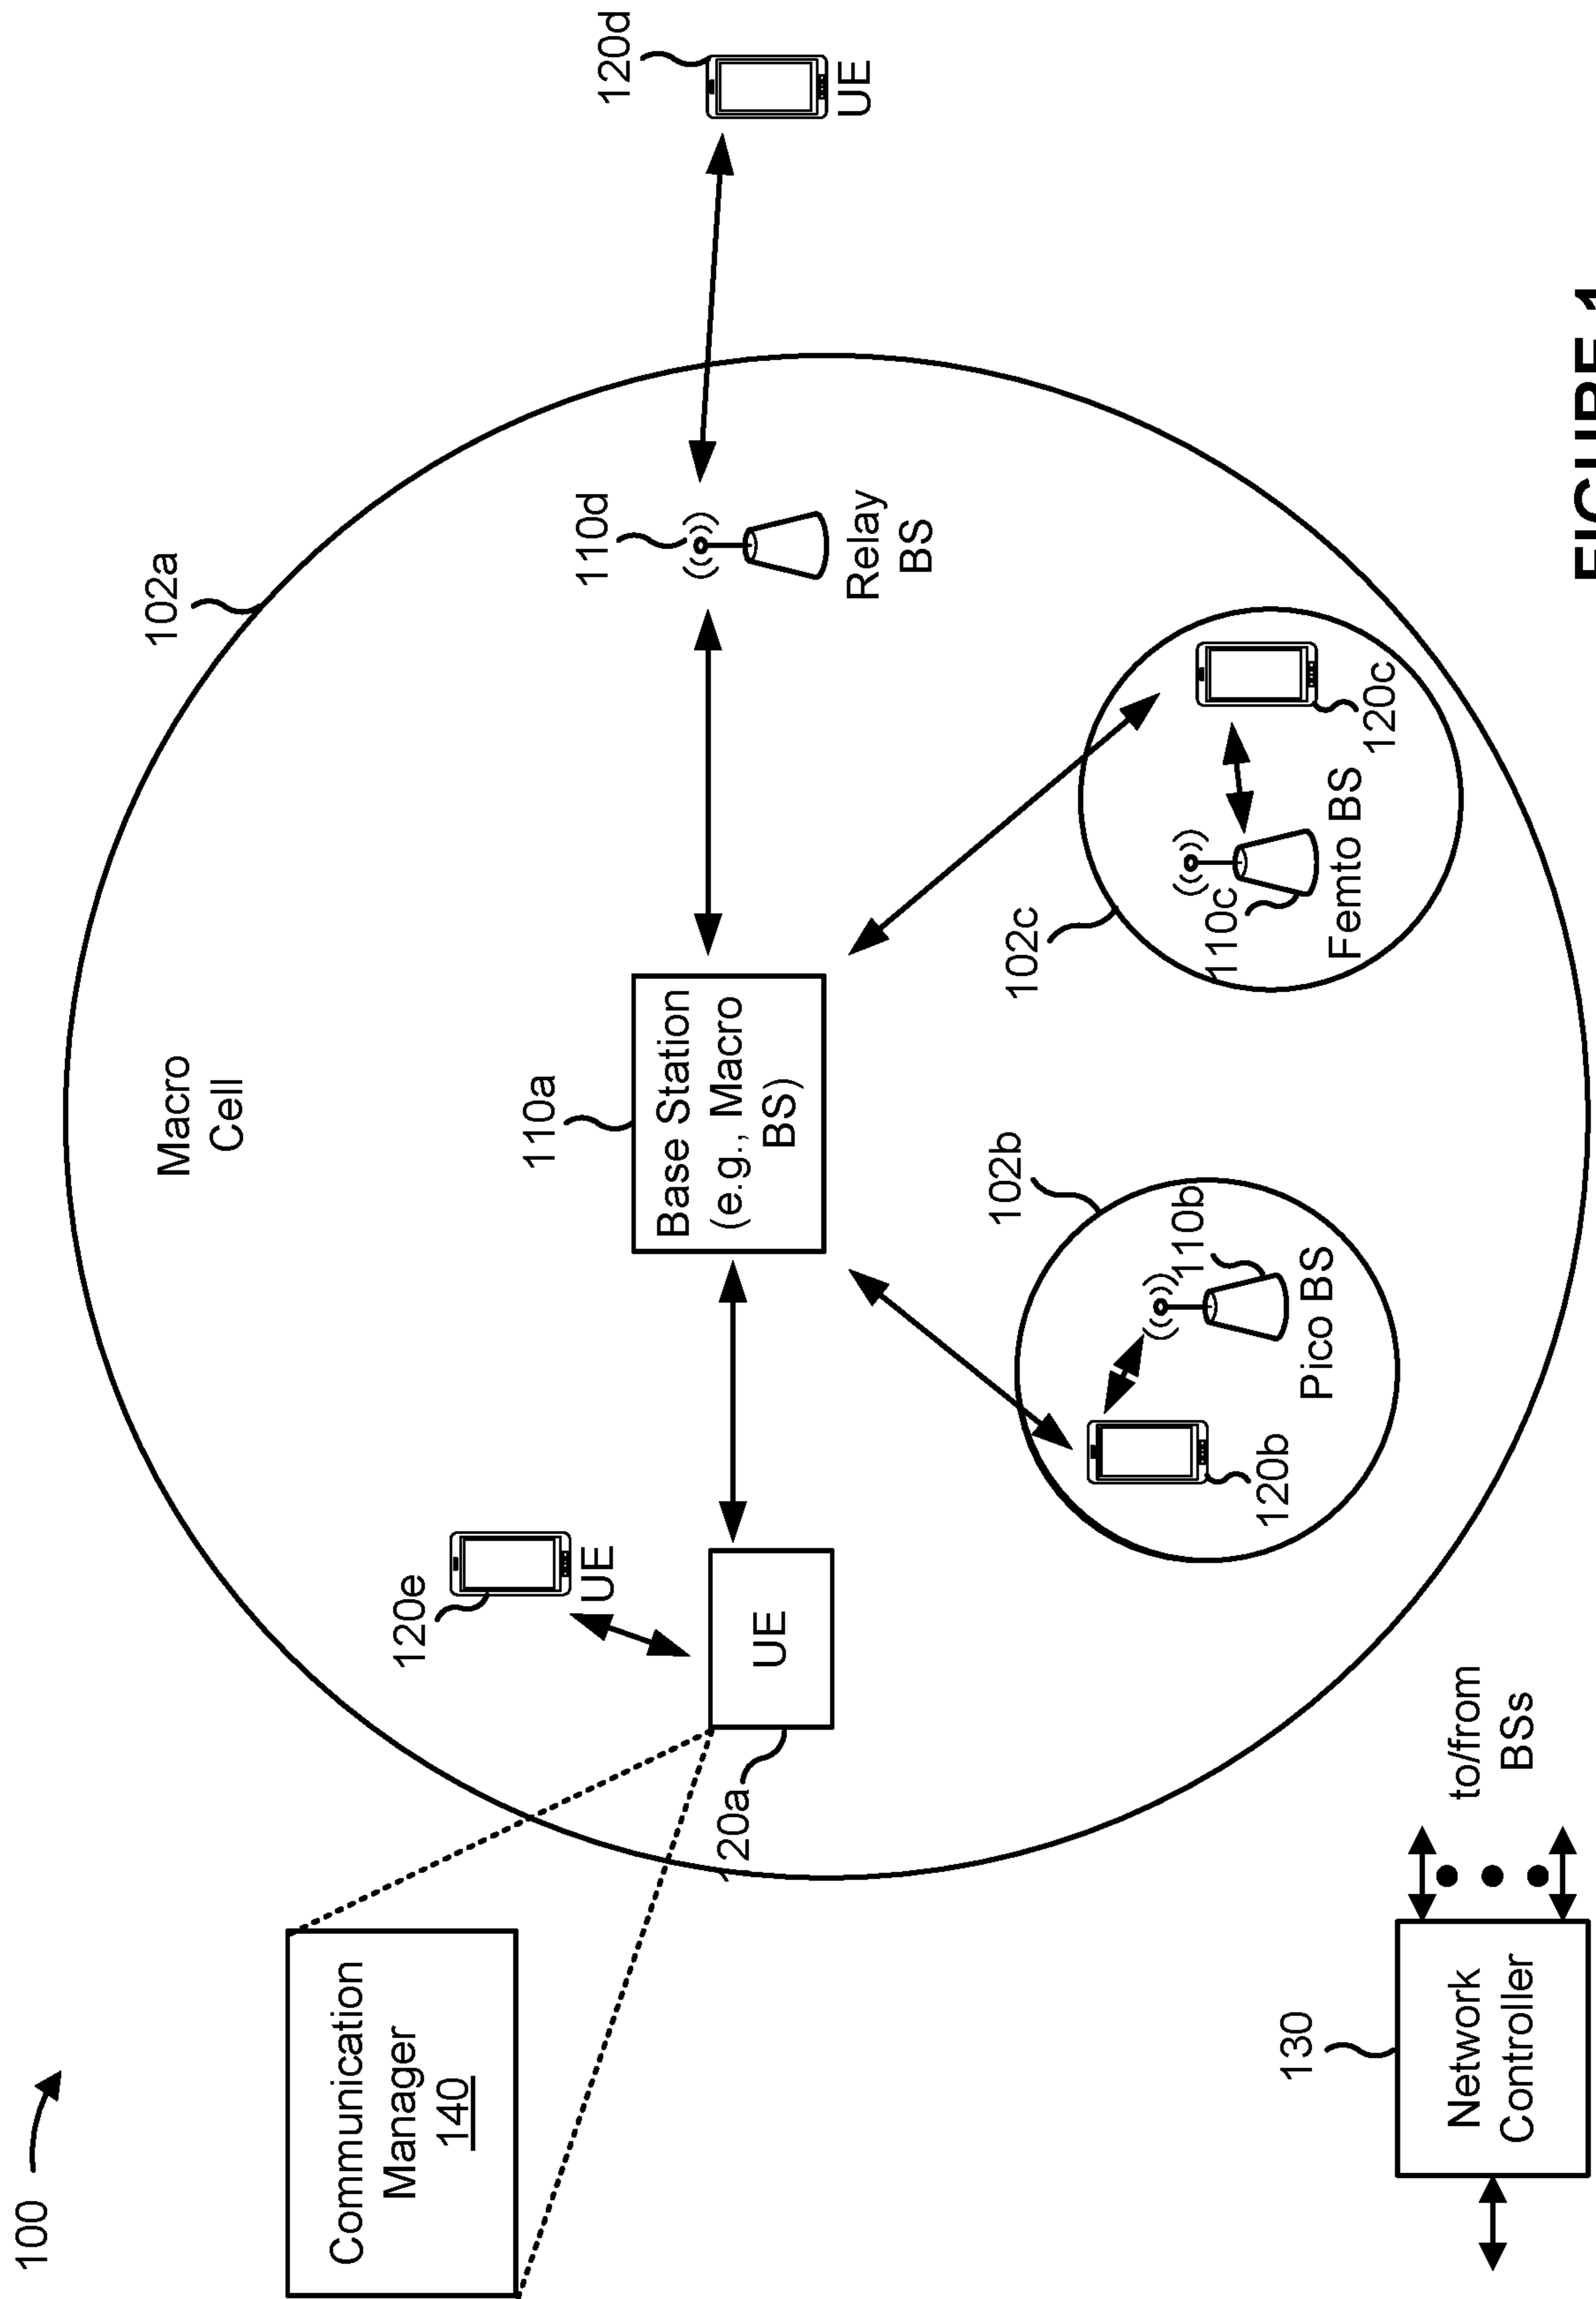 100
Communication
Manager
140
Macro
Cell
102a
120e
UE
UE
120a
110a
Base Station
(e.g., Macro
BS)
110d
Relay
BS
120d
UE
102b
110b
Pico BS
120b
102c
110c
Femto BS
120c
130
Network
Controller
to/from
BSs
FIGURE 1